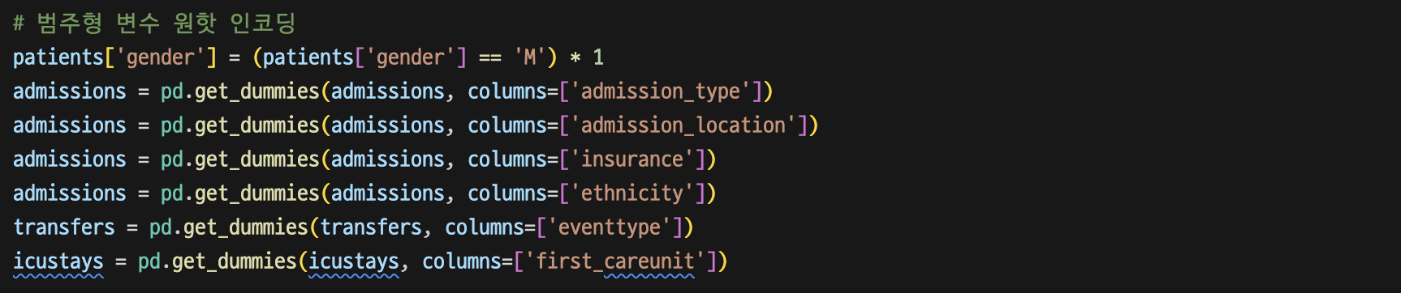 # 범주형 변수 원핫 인코딩
patients['gender'] = (patients['gender'] == 'M') * 1
admissions = pd.get_dummies(admissions, columns=['admission_type'])
admissions = pd.get_dummies(admissions, columns=['admission_location'])
admissions = pd.get_dummies(admissions, columns=['insurance'])
admissions = pd.get_dummies(admissions, columns=['ethnicity'])
transfers = pd.get_dummies(transfers, columns=['eventtype'])
icustays = pd.get_dummies(icustays, columns=['first_careunit'])